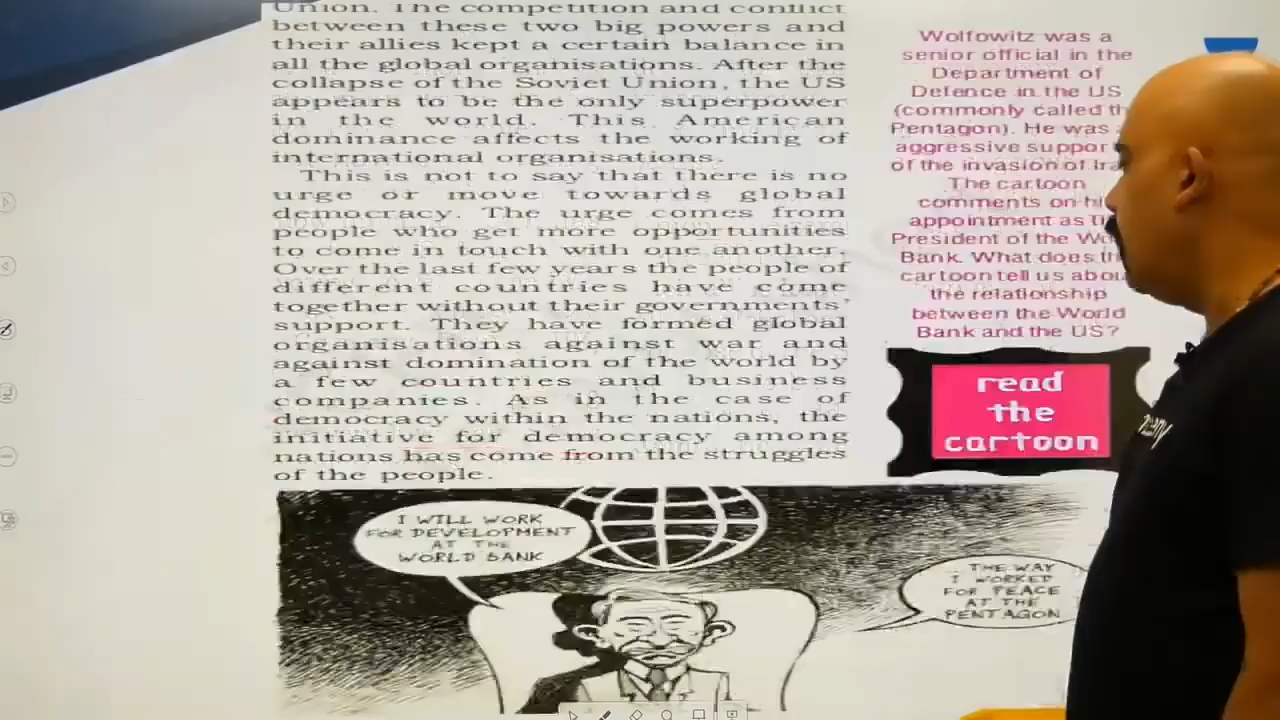 Union. The competition and conflict
between these two big powers and
their allies kept a certain balance in
all the global organisations. After the
collapse of the Soviet Union, the US
appears to be the only superpower
in the world. This American
dominance affects the working of
international organisations.
This is not to say that there is no
urge or move towards global
democracy. The urge comes from
people who get more opportunities
to come in touch with one another.
Over the last few years the people of
different countries have come
together without their governments'
support. They have formed global
organisations against war and
against domination of the world by
a few countries and business
companies. As in the case of
democracy within the nations, the
initiative for democracy among
nations has come from the struggles
of the people.
Wolfowitz was a
senior official in the
Department of
Defence in the US
(commonly called th
Pentagon). He was
aggressive suppor
of the invasion of Ira
The cartoon
comments on hi
appointment as
President of the Wo
Bank. What does th
cartoon tell us abou
the relationship
between the World
Bank and the US?
read
the
cartoon
I WILL WORK
FOR DEVELOPMENT
AT THE
WORLD BANK
THE WAY
I WORKED
FOR PEACE
AT THE
PENTAGON